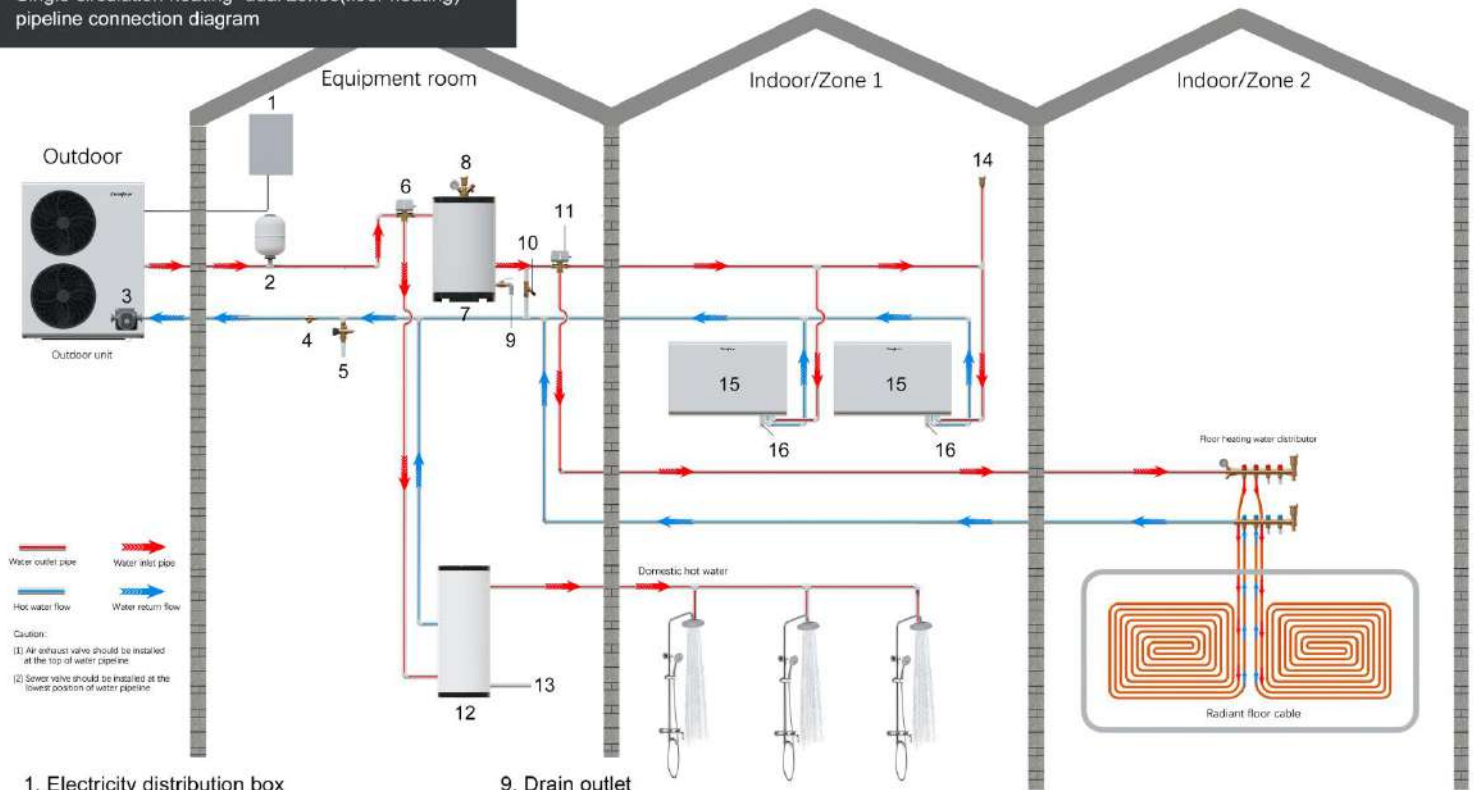 pipeline connection diagram
Equipment room
Indoor/Zone 1
Indoor/Zone 2
1
Outdoor
14
8
6
11
10
2
3
7
4
9
5
Outdoor unit
15
15
16
16
Floor heating water distributor
Water outlet pipe
Water inlet pipe
Hot water flow
Water return flow
Domestic hot water
Caution:
(1) Air exhaust valve should be installed
at the top of water pipeline
(2) Sewer valve should be installed at the
lowest position of water pipeline
13
12
Radiant floor cable
1. Electricity distribution box
9. Drain outlet